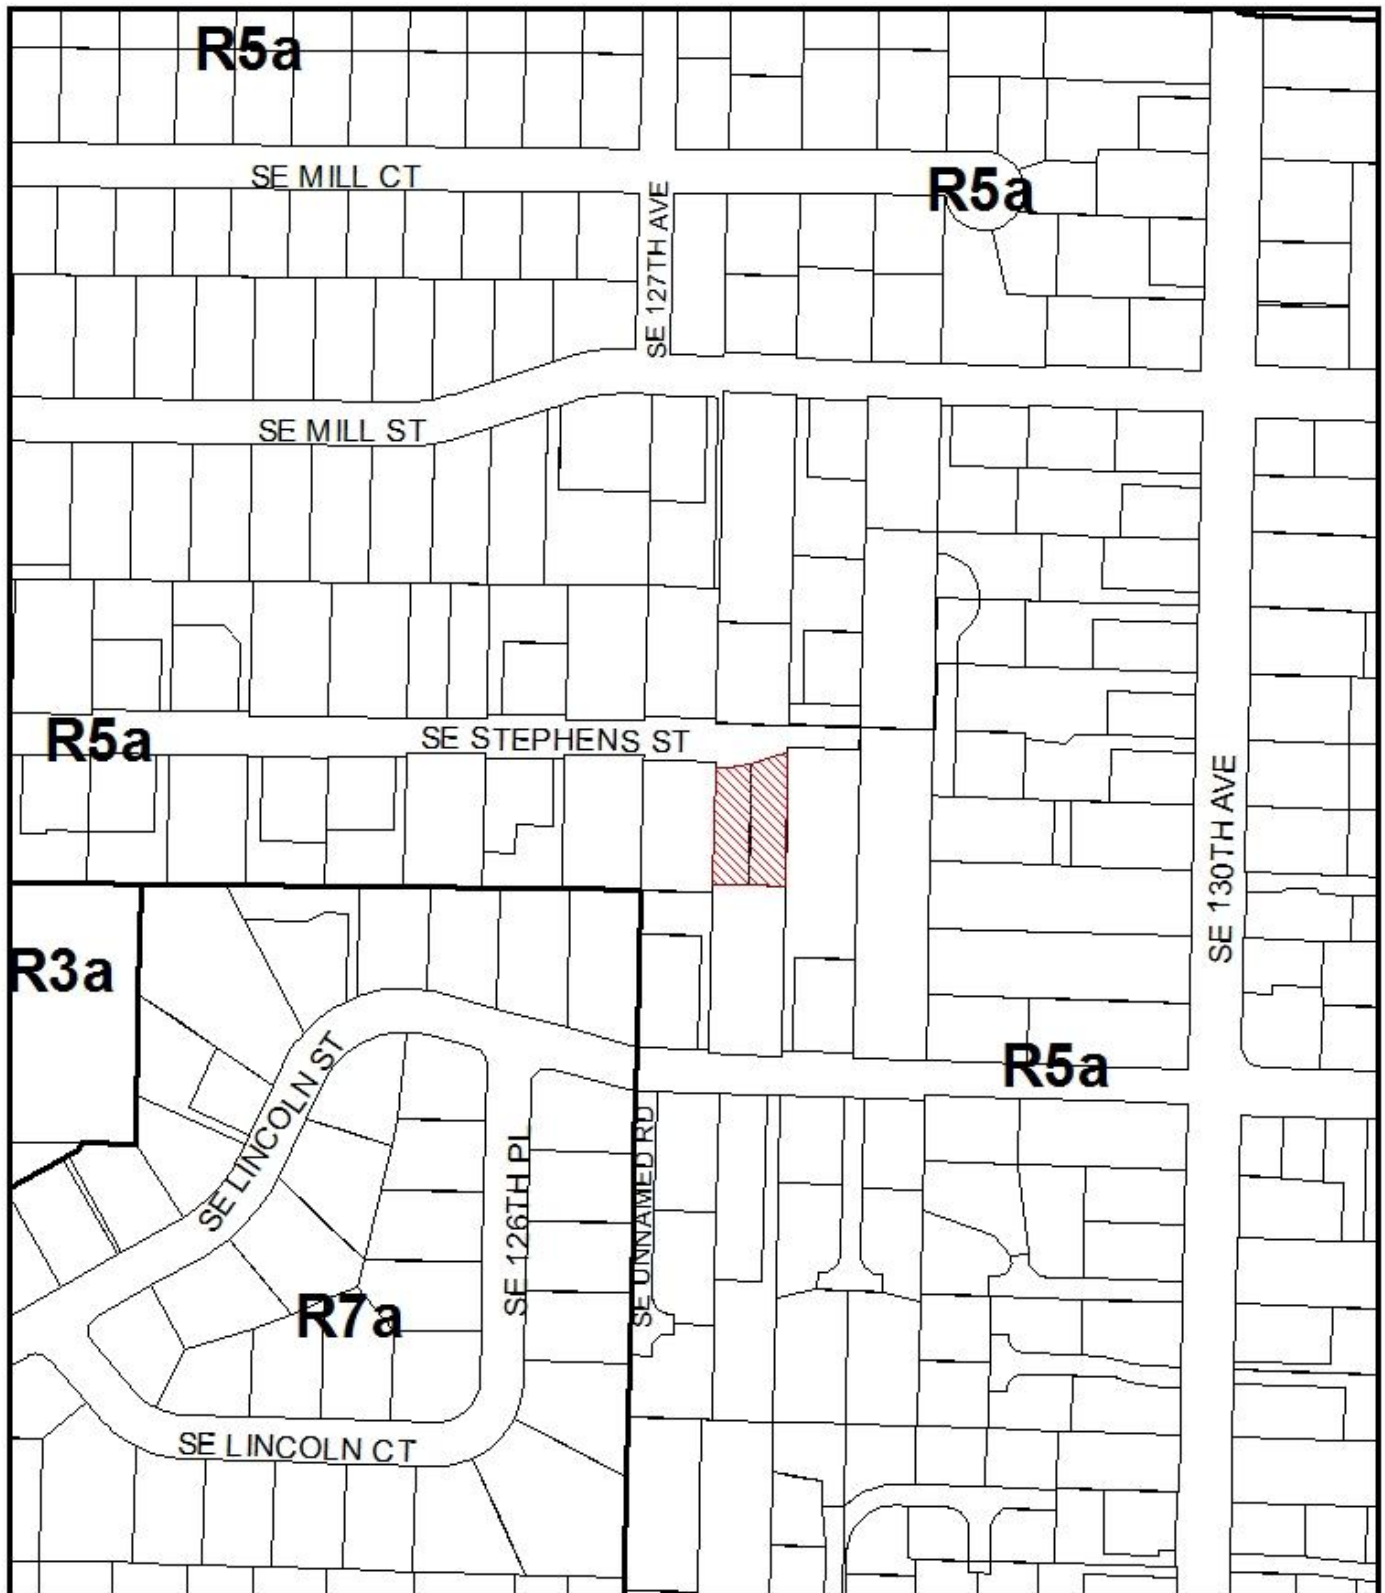 R5a
SE MILL CT
R5a
SE 127TH AVE
SE MILL ST
R5a
SE STEPHENS ST
SE 130TH AVE
R3a
SE LINCOLN ST
R5a
SE 126TH PL
SE UNNAMED RD
R7a
SE LINCOLN CT